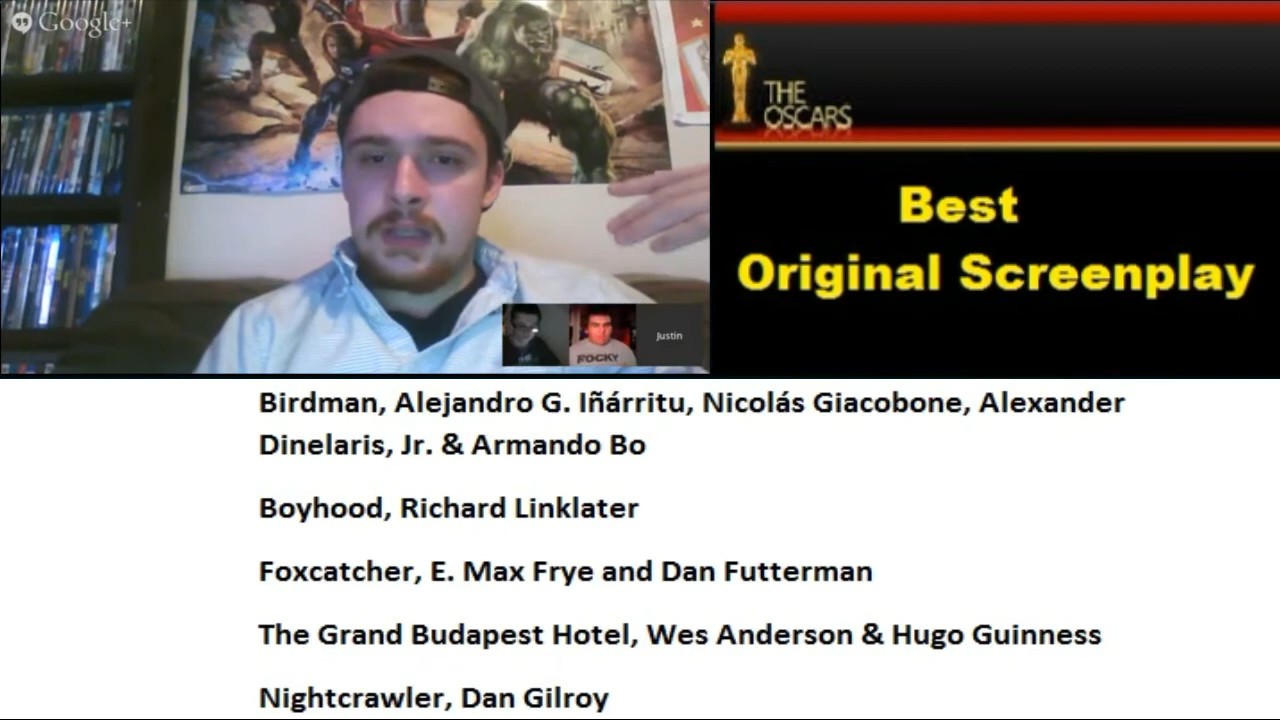 Google+
THE
OSCARS
Best
Original Screenplay
Justin
ROCKY
Birdman, Alejandro G. Iñárritu, Nicolás Giacobone, Alexander
Dinelaris, Jr. & Armando Bo
Boyhood, Richard Linklater
Foxcatcher, E. Max Frye and Dan Futterman
The Grand Budapest Hotel, Wes Anderson & Hugo Guinness
Nightcrawler, Dan Gilroy